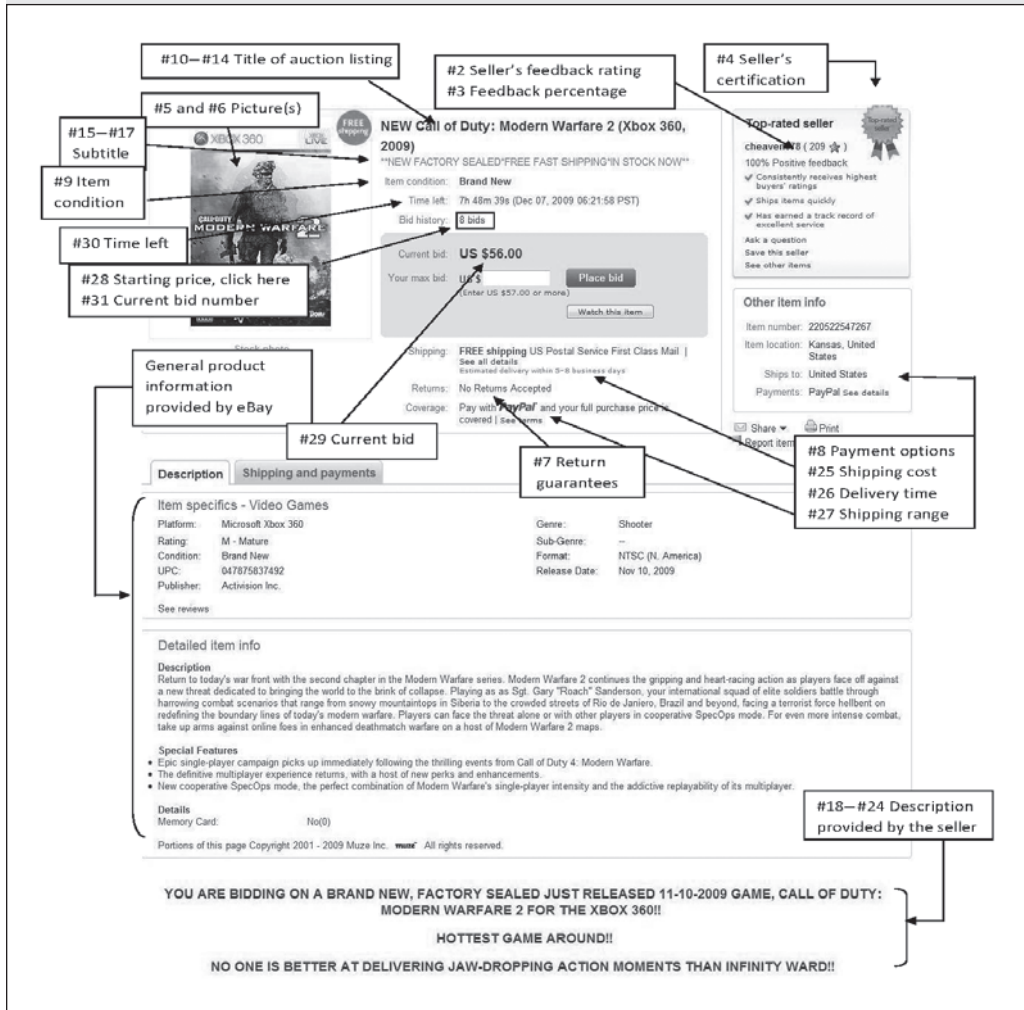 #10—#14 Title of auction listing
#2 Seller's feedback rating
#3 Feedback percentage
#4 Seller's
certification
#5 and #6 Picture(s)
#15—#17
Subtitle
#9 Item
condition
#30 Time left
#28 Starting price, click here
#31 Current bid number
General product
information
provided by eBay
#29 Current bid
#7 Return
guarantees
#8 Payment options
#25 Shipping cost
#26 Delivery time
#27 Shipping range
#18—#24 Description
provided by the seller
FREE
shipping
XBOX 360
LIVE
CALL OF DUTY
MODERN WARFARE
2
NEW Call of Duty: Modern Warfare 2 (Xbox 360,
2009)
**NEW FACTORY SEALED*FREE FAST SHIPPING*IN STOCK NOW**
Item condition: Brand New
Time left: 7h 48m 39s (Dec 07, 2009 06:21:58 PST)
Bid history: 8 bids
Current bid: US $56.00
Your max bid: US $ Place bid
(Enter US $57.00 or more)
Watch this item
Shipping: FREE shipping US Postal Service First Class Mail |
See all details
Estimated delivery within 5-8 business days
Returns: No Returns Accepted
Coverage: Pay with PayPal and your full purchase price is
covered | See terms
Top-rated seller
Top-rated
seller
78 ( 209 )
100% Positive feedback
Consistently receives highest
buyers' ratings
Ships items quickly
Has earned a track record of
excellent service
Ask a question
Save this seller
See other items
Other item info
Item number: 220522547267
Item location: Kansas, United
States
Ships to: United States
Payments: PayPal See details
Share Print
Report item
Stock photo
Description Shipping and payments
Item specifics - Video Games
Platform: Microsoft Xbox 360 Genre: Shooter
Rating: M - Mature Sub-Genre: --
Condition: Brand New Format: NTSC (N. America)
UPC: 047875837492 Release Date: Nov 10, 2009
Publisher: Activision Inc.
See reviews
Detailed item info
Description
Return to today's war front with the second chapter in the Modern Warfare series. Modern Warfare 2 continues the gripping and heart-racing action as players face off against
a new threat dedicated to bringing the world to the brink of collapse. Playing as as Sgt. Gary "Roach" Sanderson, your international squad of elite soldiers battle through
harrowing combat scenarios that range from snowy mountaintops in Siberia to the crowded streets of Rio de Janiero, Brazil and beyond, facing a terrorist force hellbent on
redefining the boundary lines of today's modern warfare. Players can face the threat alone or with other players in cooperative SpecOps mode. For even more intense combat,
take up arms against online foes in enhanced deathmatch warfare on a host of Modern Warfare 2 maps.
Special Features
• Epic single-player campaign picks up immediately following the thrilling events from Call of Duty 4: Modern Warfare.
• The definitive multiplayer experience returns, with a host of new perks and enhancements.
• New cooperative SpecOps mode, the perfect combination of Modern Warfare's single-player intensity and the addictive replayability of its multiplayer.
Details
Memory Card: No(0)
Portions of this page Copyright 2001 - 2009 Muze Inc. muze All rights reserved.
YOU ARE BIDDING ON A BRAND NEW, FACTORY SEALED JUST RELEASED 11-10-2009 GAME, CALL OF DUTY:
MODERN WARFARE 2 FOR THE XBOX 360!!
HOTTEST GAME AROUND!!
NO ONE IS BETTER AT DELIVERING JAW-DROPPING ACTION MOMENTS THAN INFINITY WARD!!